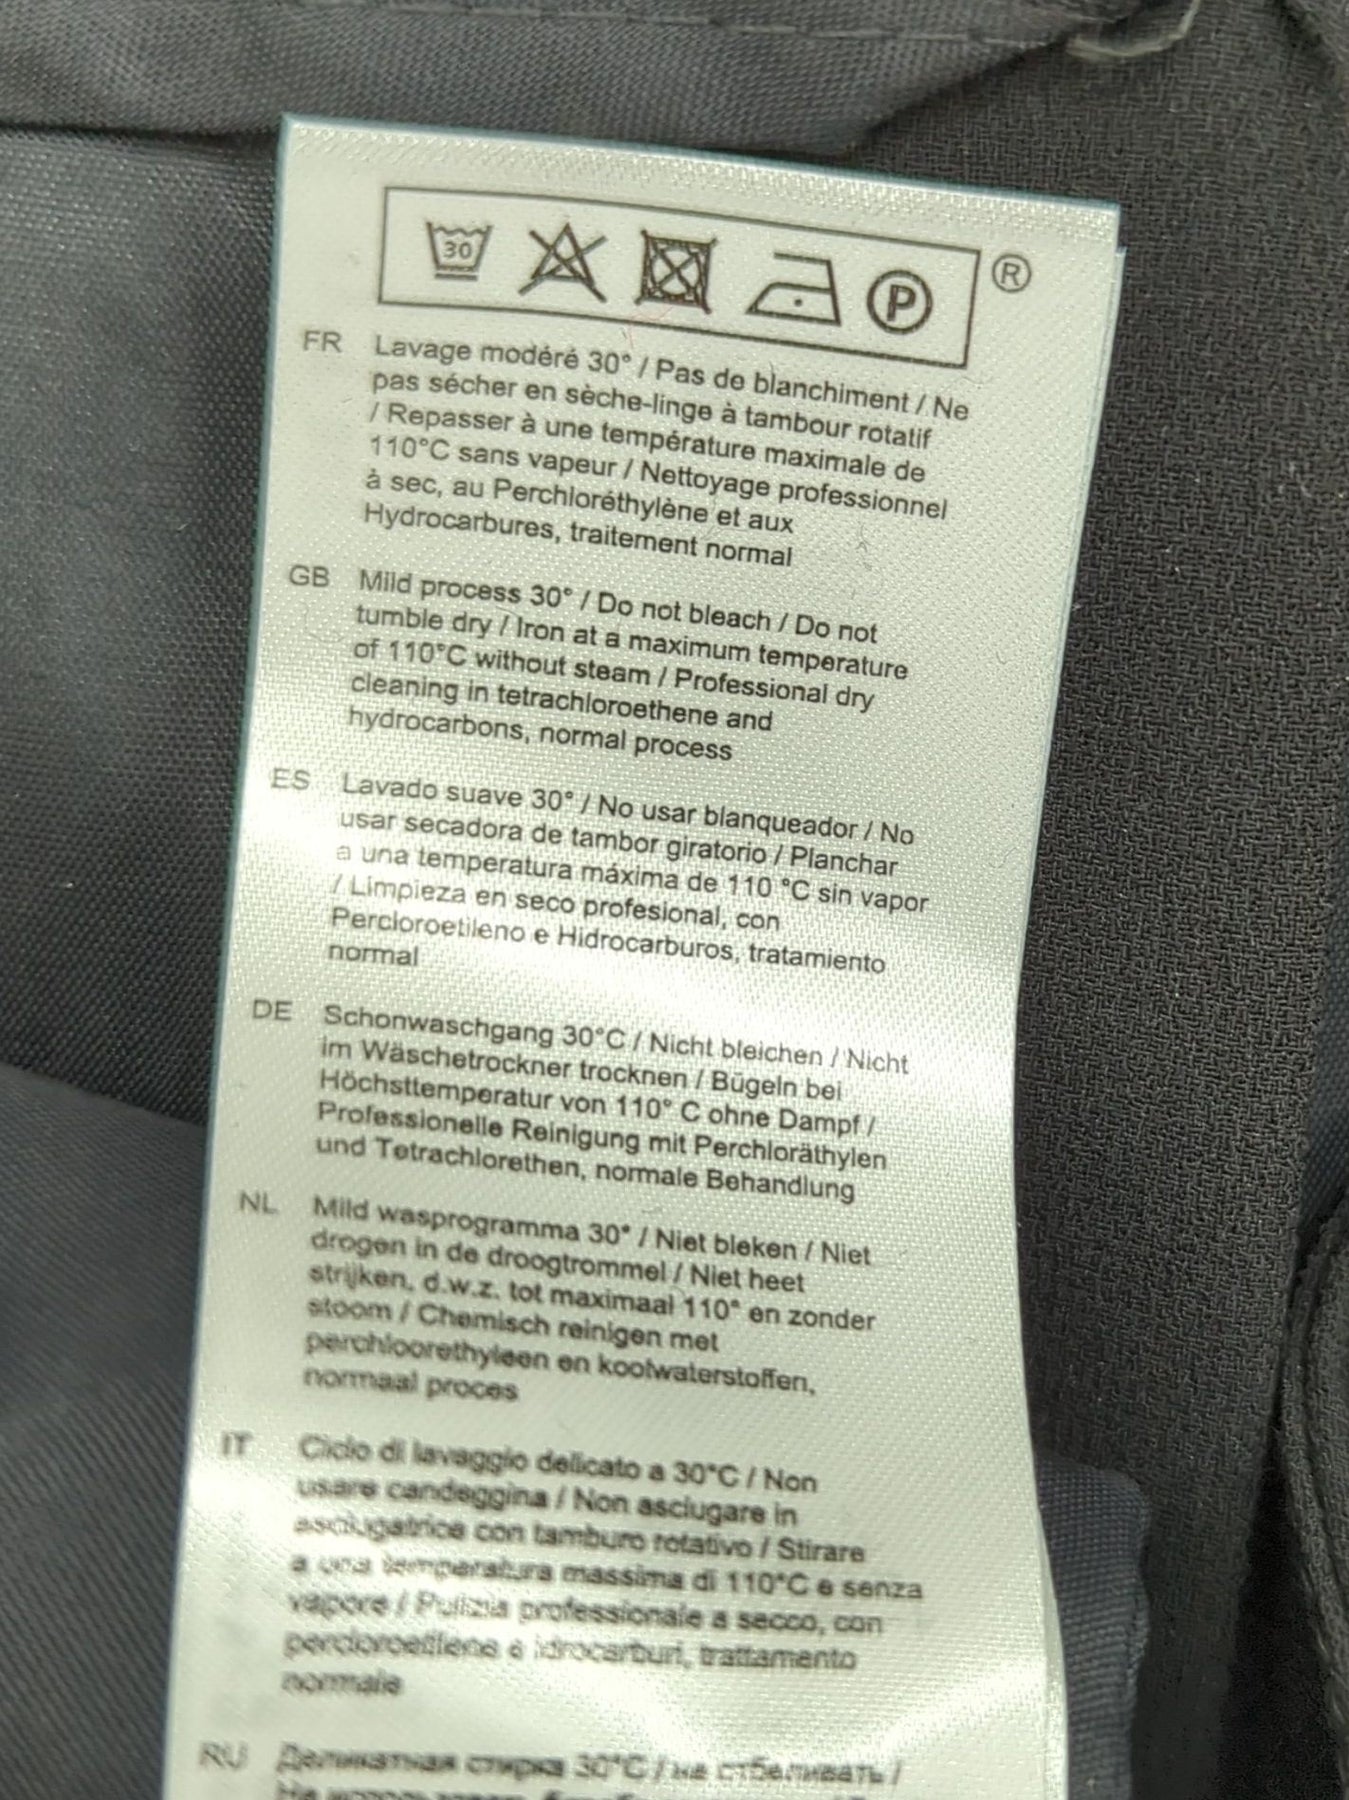 30 P ®
FR Lavage modéré 30° / Pas de blanchiment / Ne
pas sécher en sèche-linge à tambour rotatif
/ Repasser à une température maximale de
110°C sans vapeur / Nettoyage professionnel
à sec, au Perchloréthylène et aux
Hydrocarbures, traitement normal
GB Mild process 30° / Do not bleach / Do not
tumble dry / Iron at a maximum temperature
of 110°C without steam / Professional dry
cleaning in tetrachloroethene and
hydrocarbons, normal process
ES Lavado suave 30° / No usar blanqueador / No
usar secadora de tambor giratorio / Planchar
a una temperatura máxima de 110 °C sin vapor
/ Limpieza en seco profesional, con
Percloroetileno e Hidrocarburos, tratamiento
normal
DE Schonwaschgang 30°C / Nicht bleichen / Nicht
im Wäschetrockner trocknen / Bügeln bei
Höchsttemperatur von 110° C ohne Dampf /
Professionelle Reinigung mit Perchloräthylen
und Tetrachlorethen, normale Behandlung
NL Mild wasprogramma 30° / Niet bleken / Niet
drogen in de droogtrommel / Niet heet
strijken, d.w.z. tot maximaal 110° en zonder
stoom / Chemisch reinigen met
perchloorethyleen en koolwaterstoffen,
normaal proces
IT Ciclo di lavaggio delicato a 30°C / Non
usare candeggina / Non asciugare in
asciugatrice con tamburo rotativo / Stirare
a una temperatura massima di 110°C e senza
vapore / Pulizia professionale a secco, con
percloroetilene e idrocarburi, trattamento
normale
RU Деликатная стирка 30°C / не отбеливать /